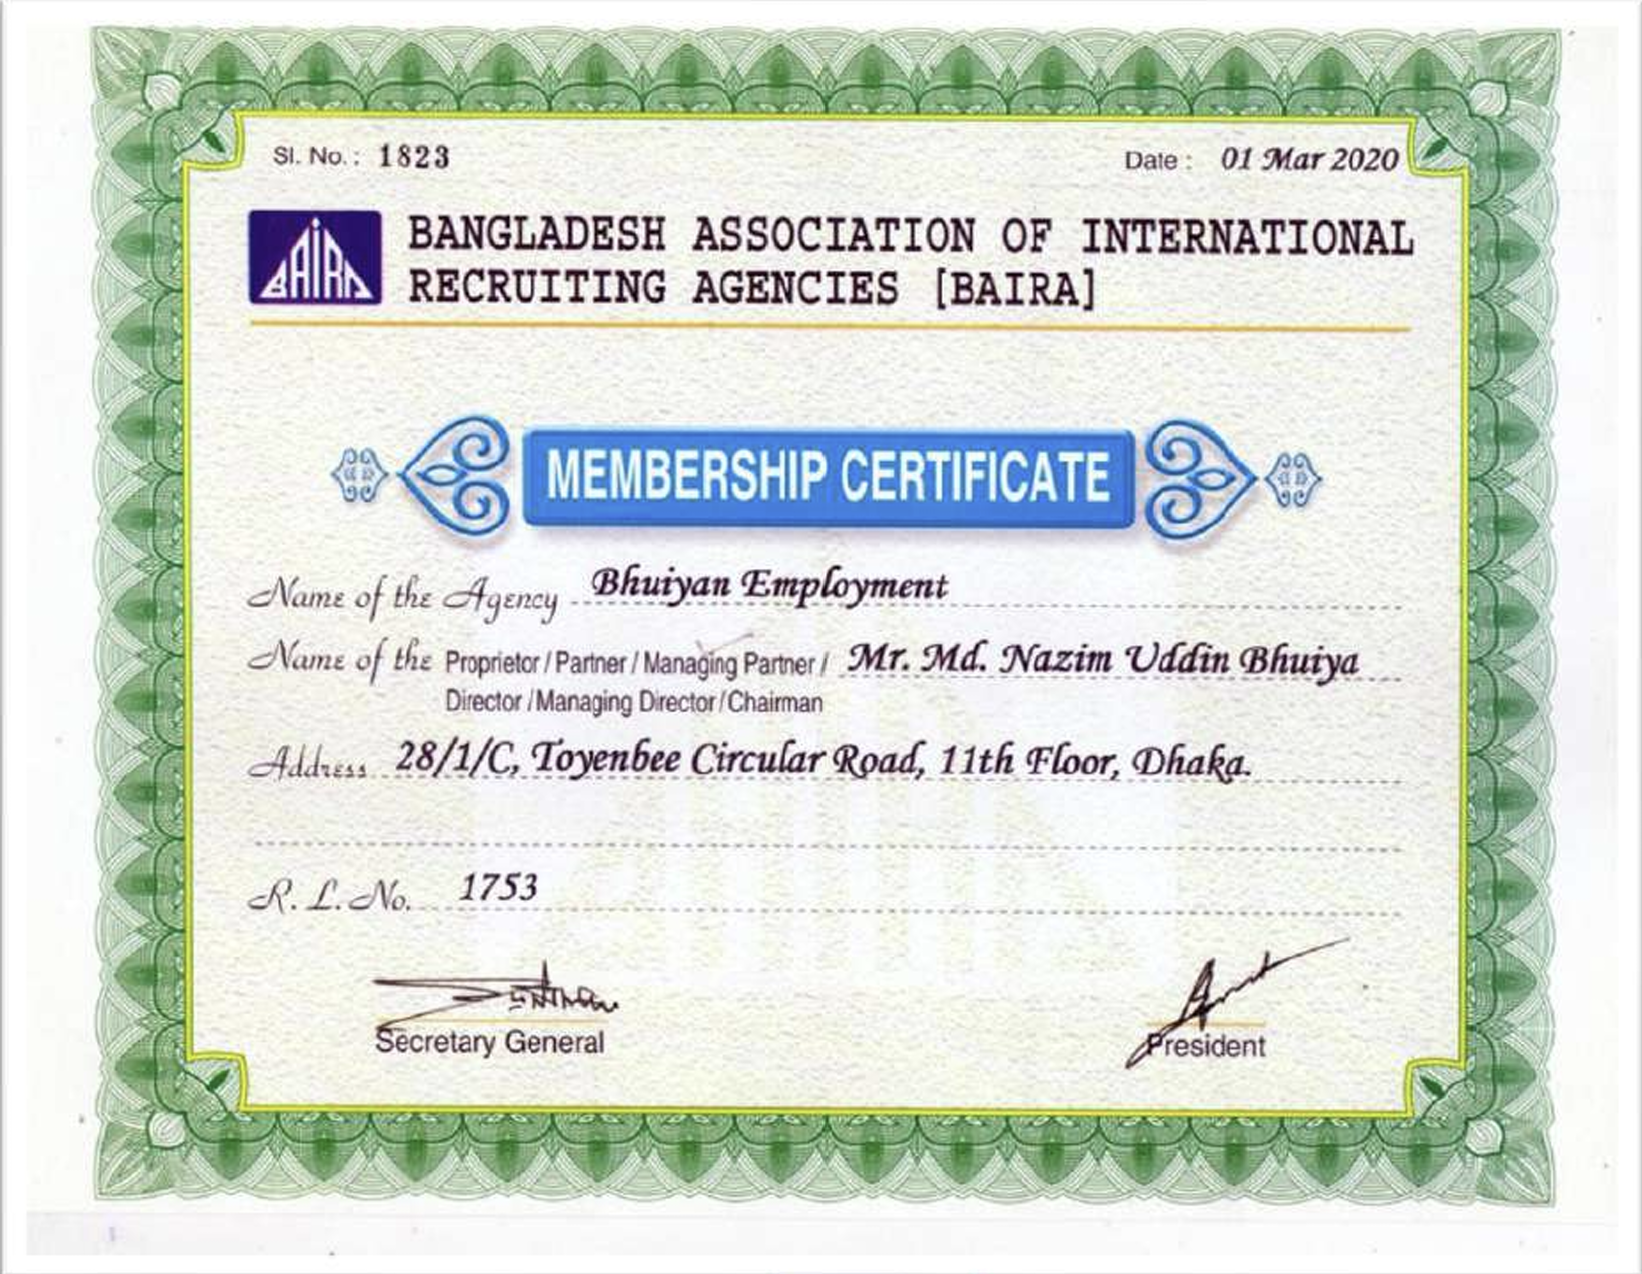 Sl. No. : 1823
Date : 01 Mar 2020
BAIRA
BANGLADESH ASSOCIATION OF INTERNATIONAL
RECRUITING AGENCIES [BAIRA]
MEMBERSHIP CERTIFICATE
Name of the Agency Bhuiyan Employment
Name of the Proprietor / Partner / Managing Partner / Mr. Md. Nazim Uddin Bhuiya
Director / Managing Director / Chairman
Address 28/1/C, Toyenbee Circular Road, 11th Floor, Dhaka.
R. L. No. 1753
Secretary General
President